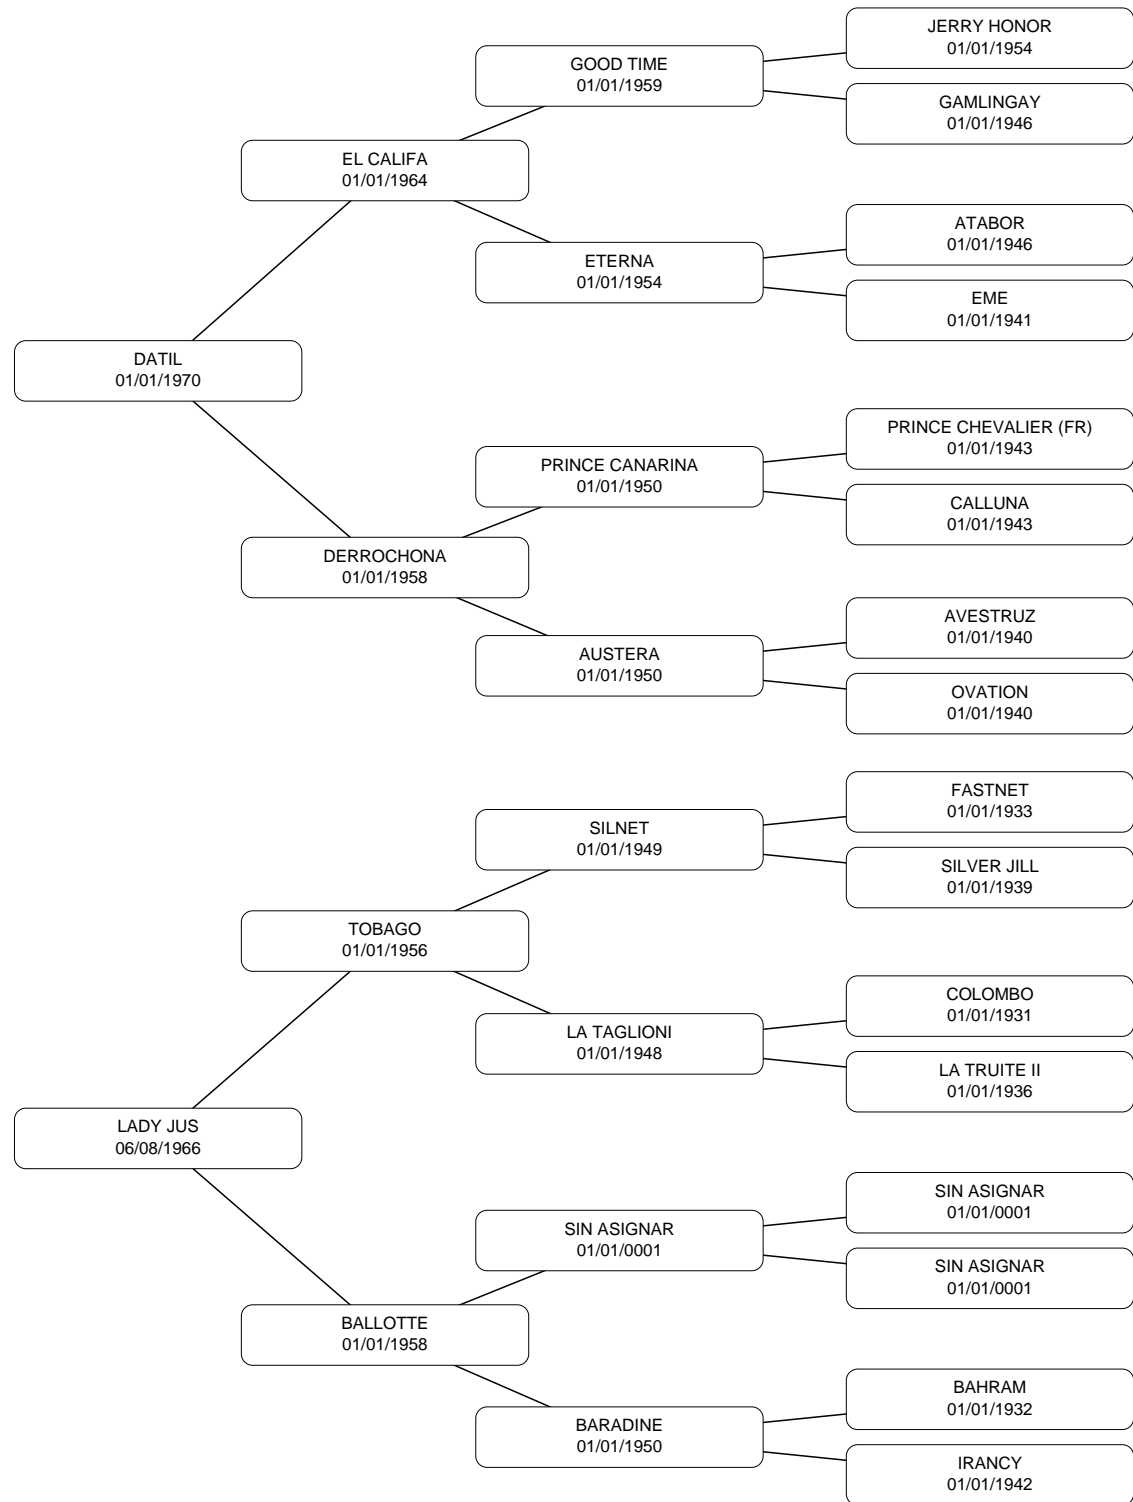 JERRY HONOR
01/01/1954
GOOD TIME
01/01/1959
GAMLINGAY
01/01/1946
EL CALIFA
01/01/1964
ATABOR
01/01/1946
ETERNA
01/01/1954
EME
01/01/1941
DATIL
01/01/1970
PRINCE CHEVALIER (FR)
01/01/1943
PRINCE CANARINA
01/01/1950
CALLUNA
01/01/1943
DERROCHONA
01/01/1958
AVESTRUZ
01/01/1940
AUSTERA
01/01/1950
OVATION
01/01/1940
FASTNET
01/01/1933
SILNET
01/01/1949
SILVER JILL
01/01/1939
TOBAGO
01/01/1956
COLOMBO
01/01/1931
LA TAGLIONI
01/01/1948
LA TRUITE II
01/01/1936
LADY JUS
06/08/1966
SIN ASIGNAR
01/01/0001
SIN ASIGNAR
01/01/0001
SIN ASIGNAR
01/01/0001
BALLOTTE
01/01/1958
BAHRAM
01/01/1932
BARADINE
01/01/1950
IRANCY
01/01/1942